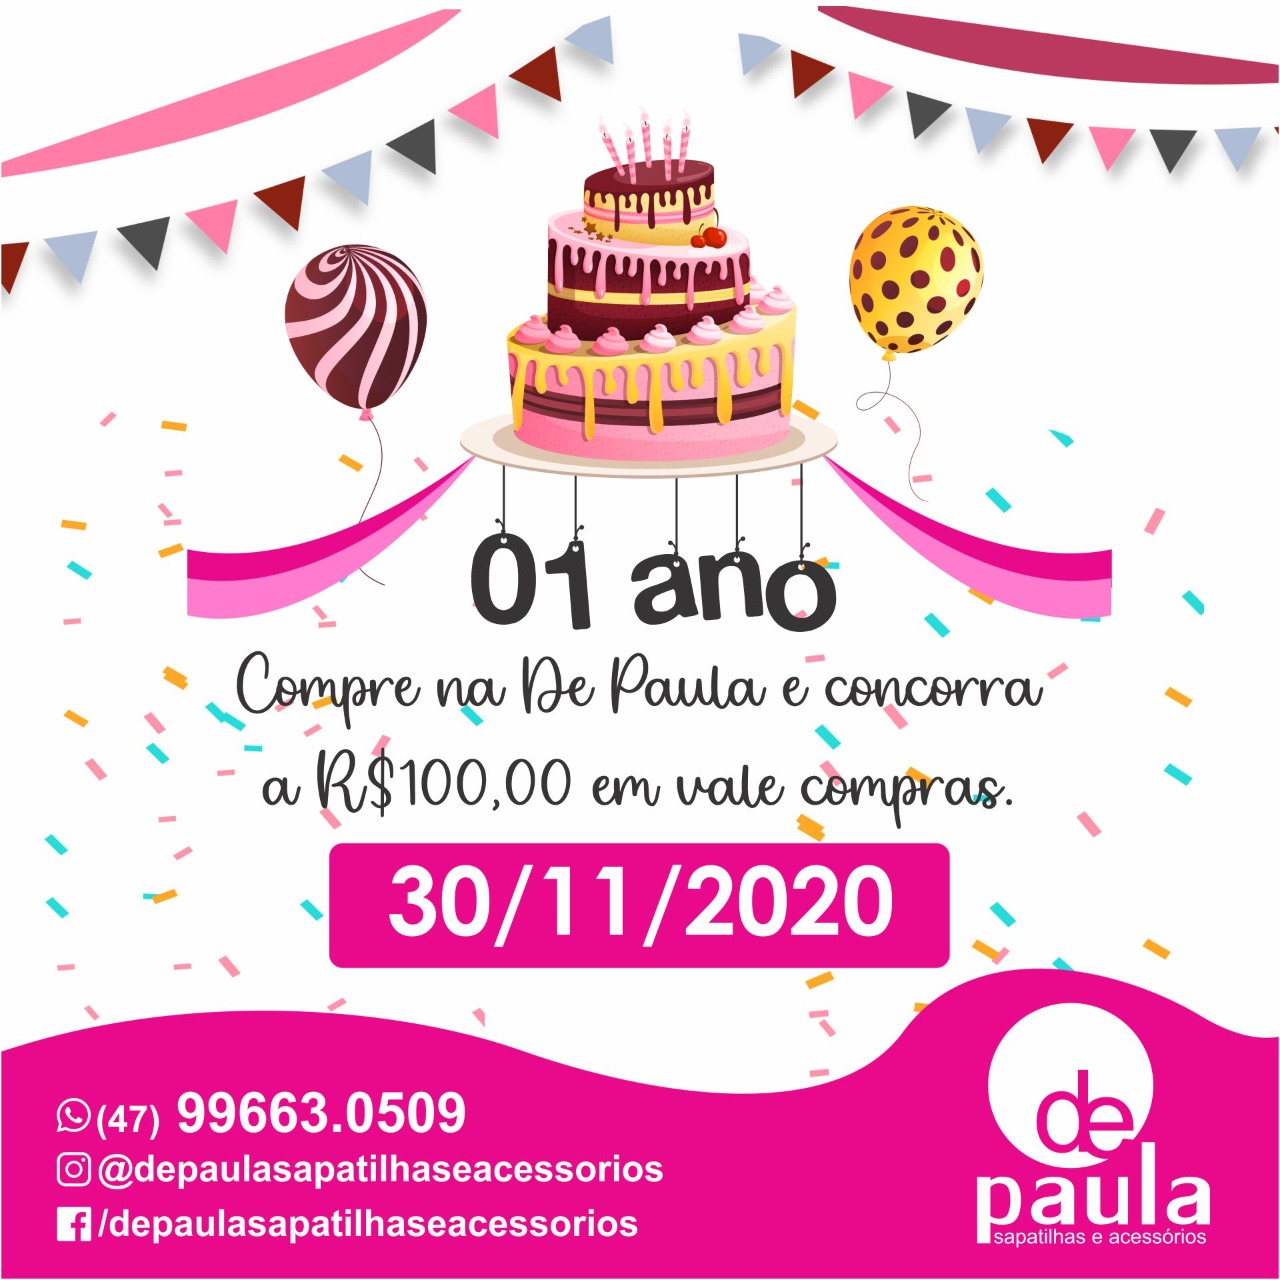 01 ano
Compre na De Paula e concorra
a R$100,00 em vale compras.
30/11/2020
(47) 99663.0509
@depaulasapatilhaseacessorios
/depaulasapatilhaseacessorios
de
paula
sapatilhas e acessórios